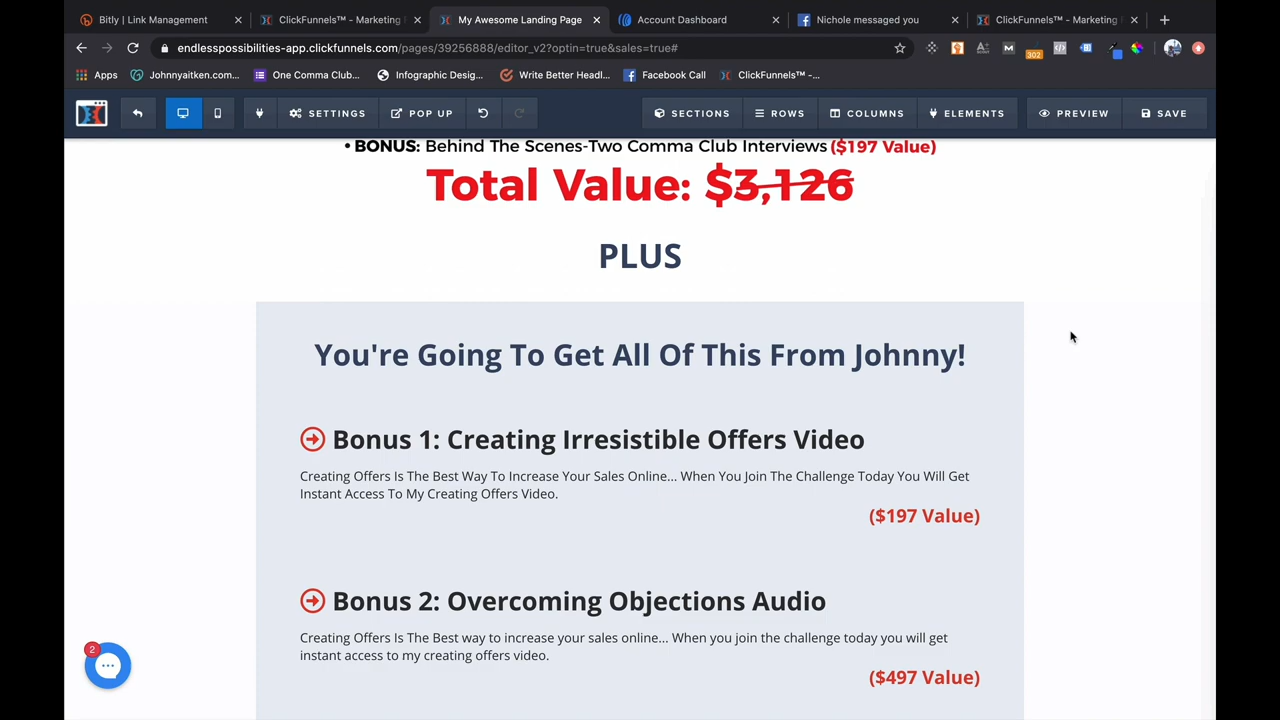 Bitly | Link Management
ClickFunnels™ - Marketing
My Awesome Landing Page
Account Dashboard
Nichole messaged you
ClickFunnels™ - Marketing
endlesspossibilities-app.clickfunnels.com/pages/39256888/editor_v2?optin=true&sales=true#
302
Apps
Johnnyaitken.com...
One Comma Club...
Infographic Desig...
Write Better Headl...
Facebook Call
ClickFunnels™ -...
SETTINGS
POP UP
SECTIONS
ROWS
COLUMNS
ELEMENTS
PREVIEW
SAVE
• BONUS: Behind The Scenes-Two Comma Club Interviews ($197 Value)
Total Value: $3,126
PLUS
You're Going To Get All Of This From Johnny!
Bonus 1: Creating Irresistible Offers Video
Creating Offers Is The Best Way To Increase Your Sales Online... When You Join The Challenge Today You Will Get
Instant Access To My Creating Offers Video.
($197 Value)
Bonus 2: Overcoming Objections Audio
Creating Offers Is The Best way to increase your sales online... When you join the challenge today you will get
instant access to my creating offers video.
($497 Value)
2